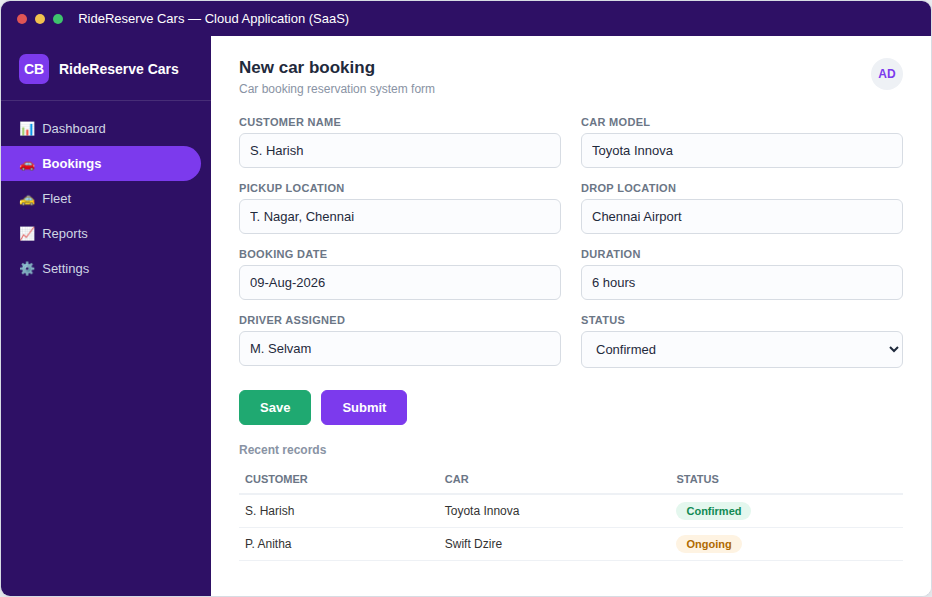 RideReserve Cars — Cloud Application (SaaS)
CB RideReserve Cars
Dashboard
Bookings
Fleet
Reports
Settings
New car booking
Car booking reservation system form
AD
CUSTOMER NAME
S. Harish
CAR MODEL
Toyota Innova
PICKUP LOCATION
T. Nagar, Chennai
DROP LOCATION
Chennai Airport
BOOKING DATE
09-Aug-2026
DURATION
6 hours
DRIVER ASSIGNED
M. Selvam
STATUS
Confirmed
Save Submit
Recent records
CUSTOMER CAR STATUS
S. Harish Toyota Innova Confirmed
P. Anitha Swift Dzire Ongoing